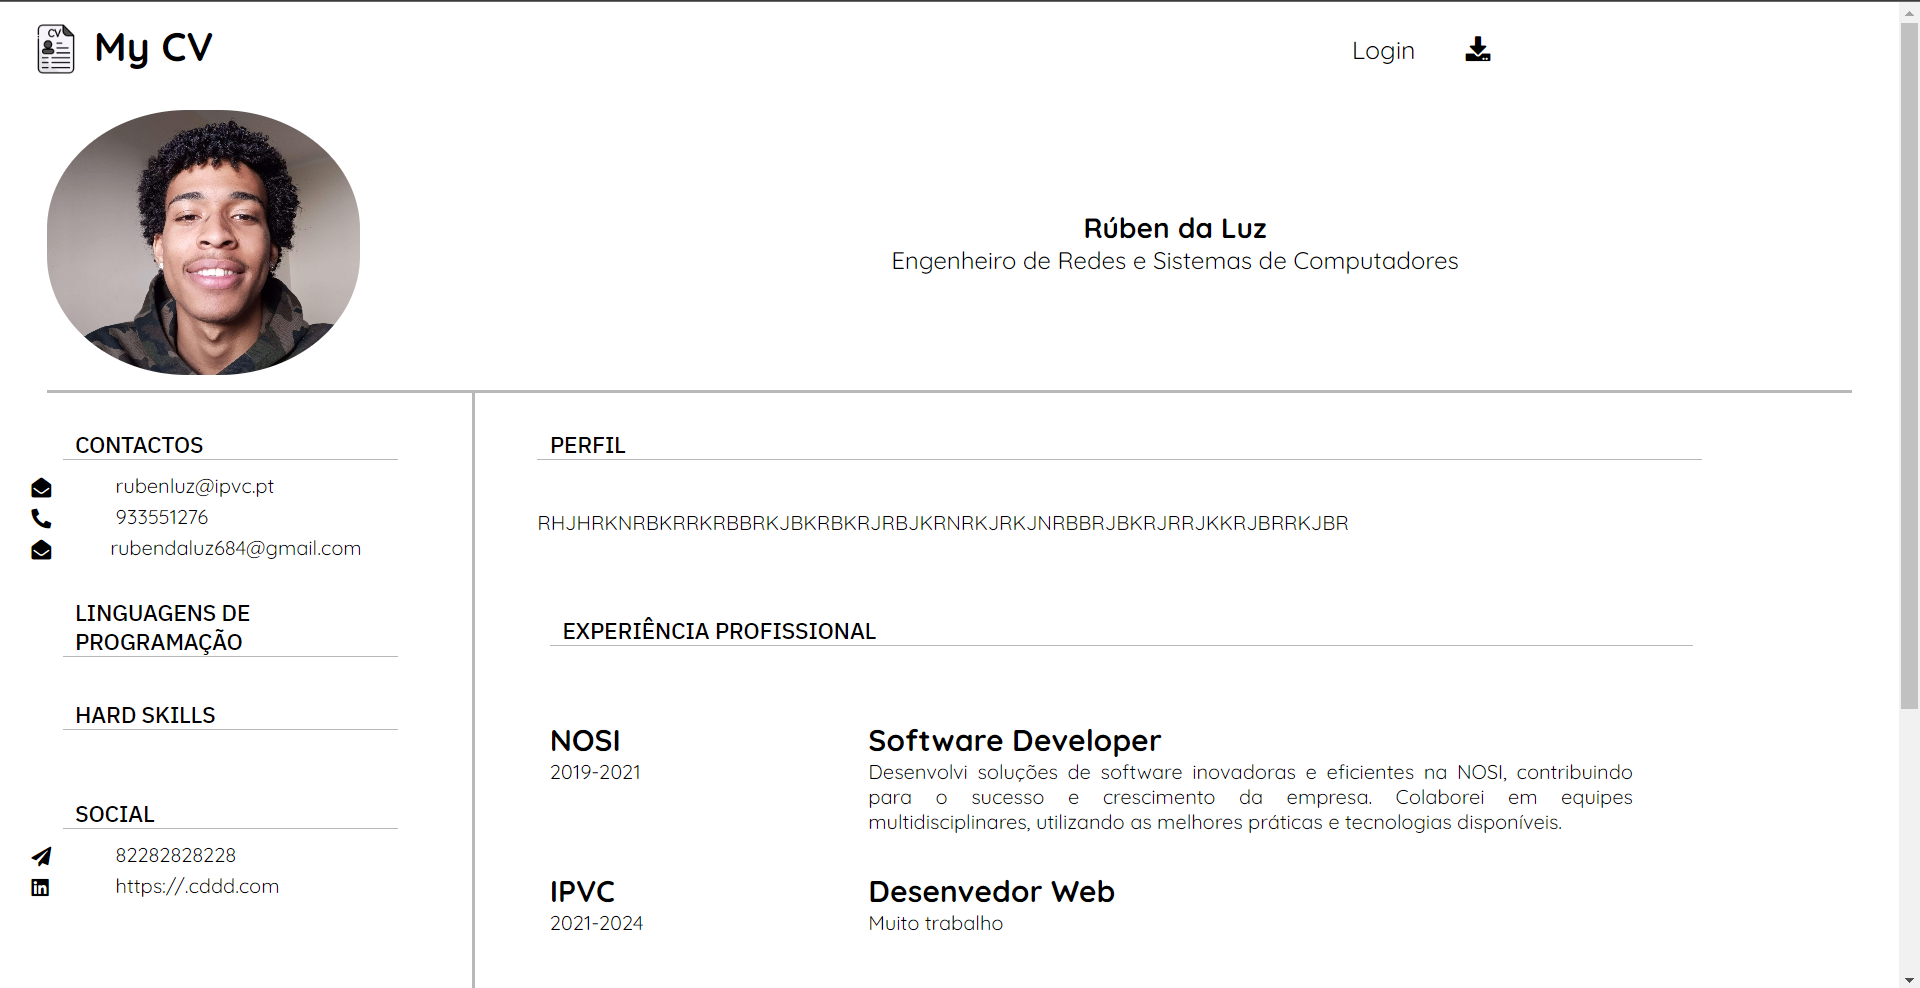 CV
My CV
Login
Rúben da Luz
Engenheiro de Redes e Sistemas de Computadores
CONTACTOS
rubenluz@ipvc.pt
933551276
rubendaluz684@gmail.com
LINGUAGENS DE
PROGRAMAÇÃO
HARD SKILLS
SOCIAL
82282828228
https://.cddd.com
PERFIL
RHJHRKNRBKRRKRBBRKJBKRBKRJRBJKRNRKJRKJNRBBRJBKRJRRJKKRJBRRKJBR
EXPERIÊNCIA PROFISSIONAL
NOSI
2019-2021
Software Developer
Desenvolvi soluções de software inovadoras e eficientes na NOSI, contribuindo
para o sucesso e crescimento da empresa. Colaborei em equipes
multidisciplinares, utilizando as melhores práticas e tecnologias disponíveis.
IPVC
2021-2024
Desenvedor Web
Muito trabalho